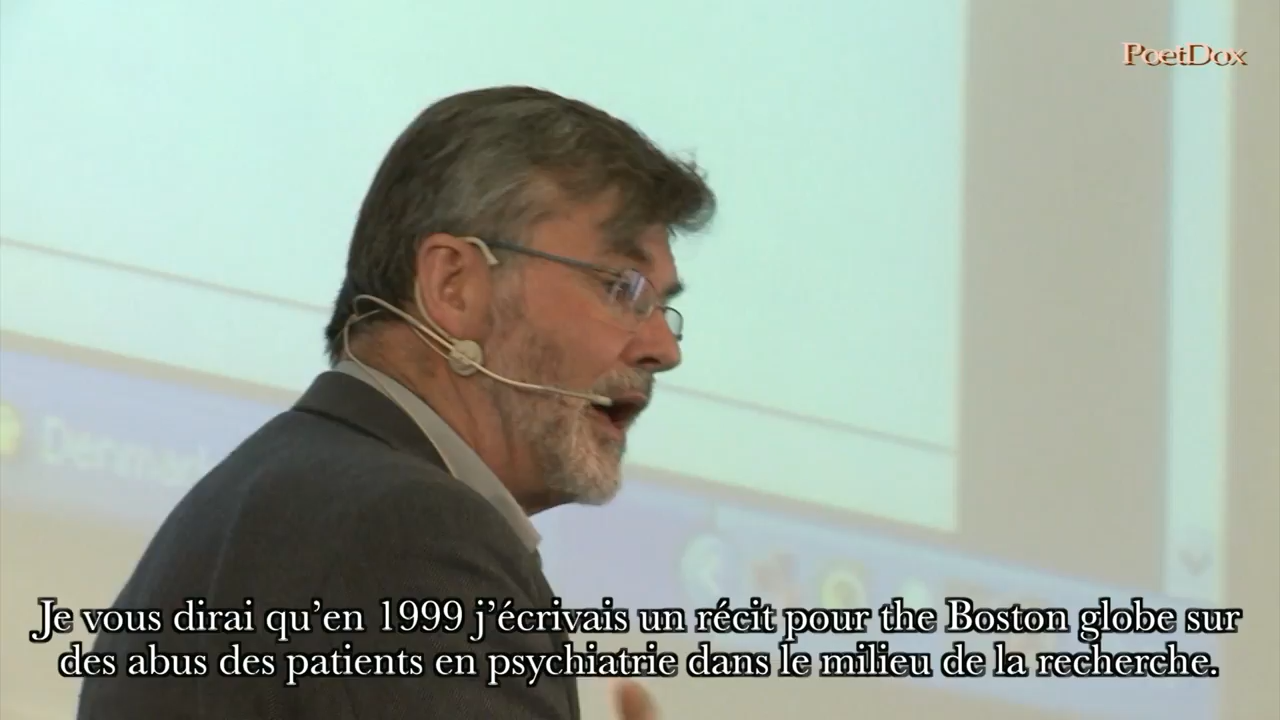 PoetDox
Je vous dirai qu'en 1999 j'écrivais un récit pour the Boston globe sur
des abus des patients en psychiatrie dans le milieu de la recherche.